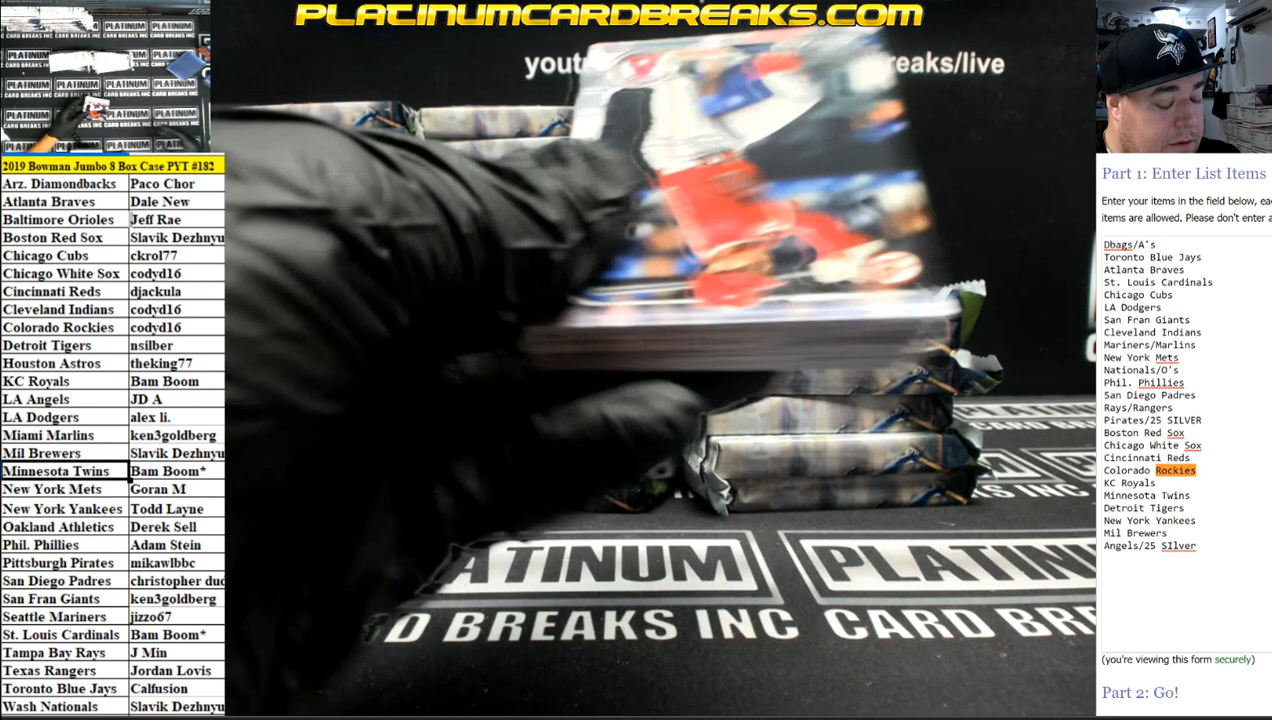 PLATINUMCARDBREAKS.COM
yout
reaks/live
PLATINUM
CARD BREAKS INC
2019 Bowman Jumbo 8 Box Case PYT #182
Arz. Diamondbacks Paco Chor
Atlanta Braves Dale New
Baltimore Orioles Jeff Rae
Boston Red Sox Slavik Dezhnyu
Chicago Cubs ckrol77
Chicago White Sox codyd16
Cincinnati Reds djackula
Cleveland Indians codyd16
Colorado Rockies codyd16
Detroit Tigers nsilber
Houston Astros theking77
KC Royals Bam Boom
LA Angels JD A
LA Dodgers alex li.
Miami Marlins ken3goldberg
Mil Brewers Slavik Dezhnyu
Minnesota Twins Bam Boom*
New York Mets Goran M
New York Yankees Todd Layne
Oakland Athletics Derek Sell
Phil. Phillies Adam Stein
Pittsburgh Pirates mikawlbbc
San Diego Padres christopher dud
San Fran Giants ken3goldberg
Seattle Mariners jizzo67
St. Louis Cardinals Bam Boom*
Tampa Bay Rays J Min
Texas Rangers Jordan Lovis
Toronto Blue Jays Calfusion
Wash Nationals Slavik Dezhnyu
ATINUM
PLATINUM
D BREAKS INC
CARD BRE
Part 1: Enter List Items
Enter your items in the field below, eac
items are allowed. Please don't enter a
Dbags/A's
Toronto Blue Jays
Atlanta Braves
St. Louis Cardinals
Chicago Cubs
LA Dodgers
San Fran Giants
Cleveland Indians
Mariners/Marlins
New York Mets
Nationals/O's
Phil. Phillies
San Diego Padres
Rays/Rangers
Pirates/25 SILVER
Boston Red Sox
Chicago White Sox
Cincinnati Reds
Colorado Rockies
KC Royals
Minnesota Twins
Detroit Tigers
New York Yankees
Mil Brewers
Angels/25 SIlver
(you're viewing this form securely)
Part 2: Go!